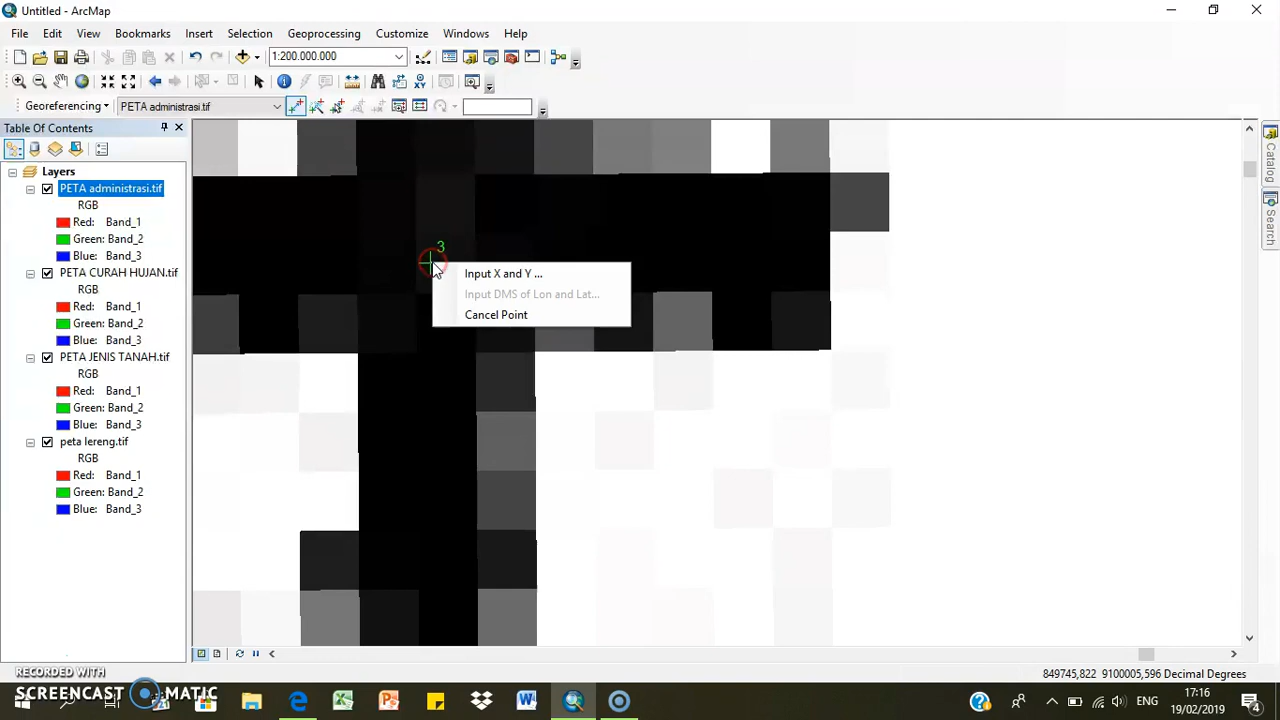 Untitled - ArcMap
File Edit View Bookmarks Insert Selection Geoprocessing Customize Windows Help
1:200.000.000
Georeferencing PETA administrasi.tif
Table Of Contents
Layers
PETA administrasi.tif
RGB
Red: Band_1
Green: Band_2
Blue: Band_3
PETA CURAH HUJAN.tif
RGB
Red: Band_1
Green: Band_2
Blue: Band_3
PETA JENIS TANAH.tif
RGB
Red: Band_1
Green: Band_2
Blue: Band_3
peta lereng.tif
RGB
Red: Band_1
Green: Band_2
Blue: Band_3
3
Input X and Y ...
Input DMS of Lon and Lat...
Cancel Point
Catalog
Search
849745,822 9100005,596 Decimal Degrees
RECORDED WITH
SCREENCAST MATIC
ENG
17:16
19/02/2019
4